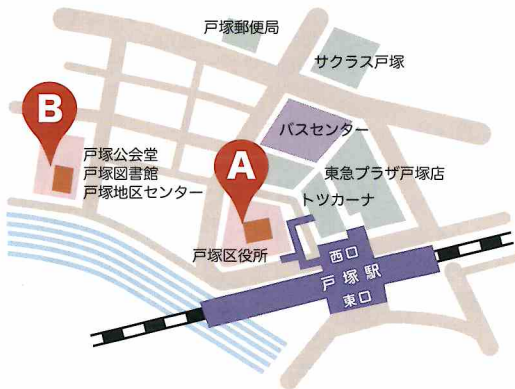 戸塚郵便局
サクラス戸塚
B
バスセンター
戸塚公会堂
戸塚図書館
戸塚地区センター
A
東急プラザ戸塚店
トツカーナ
戸塚区役所
西口
戸塚駅
東口